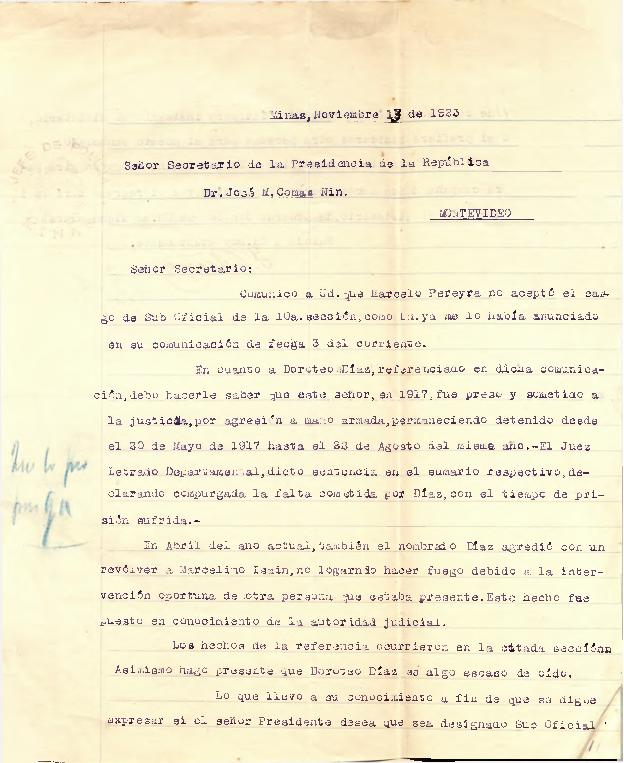 Minas, Noviembre 13 de 1923
Señor Secretario de la Presidencia de la República
Dr. José M. Comas Nin.
MONTEVIDEO
Señor Secretario:
Comunico a Ud. que Marcelo Pereyra no aceptó el car-
go de Sub Oficial de la 10a. sección, como Ud. ya me lo había anunciado
en su comunicación de fecga 3 del corriente.
En cuanto a Doroteo Díaz, referenciado en dicha comunica-
ción, debo hacerle saber que este señor, en 1917, fue preso y sometido a
la justicia, por agresión a mano armada, permaneciendo detenido desde
el 30 de Mayo de 1917 hasta el 23 de Agosto del mismo año.-El Juez
Letrado Departamental, dicto sentencia en el sumario respectivo, de-
clarando compurgada la falta cometida por Díaz, con el tiempo de pri-
sión sufrida.-
En Abril del año actual, también el nombrado Díaz agredió con un
revólver a Marcelino, no logarndo hacer fuego debido a la inter-
vención oportuna de otra persona que estaba presente. Este hecho fue
puesto en conocimiento de la autoridad judicial.
Los hechos de la referencia ocurrieron en la citada sección
Asimismo hago presente que Doroteo Díaz es algo escaso de oído.
Lo que llevo a su conocimiento a fin de que se digne
expresar si el señor Presidente desea que sea designado Sub Oficial
Que lo pro
ponga